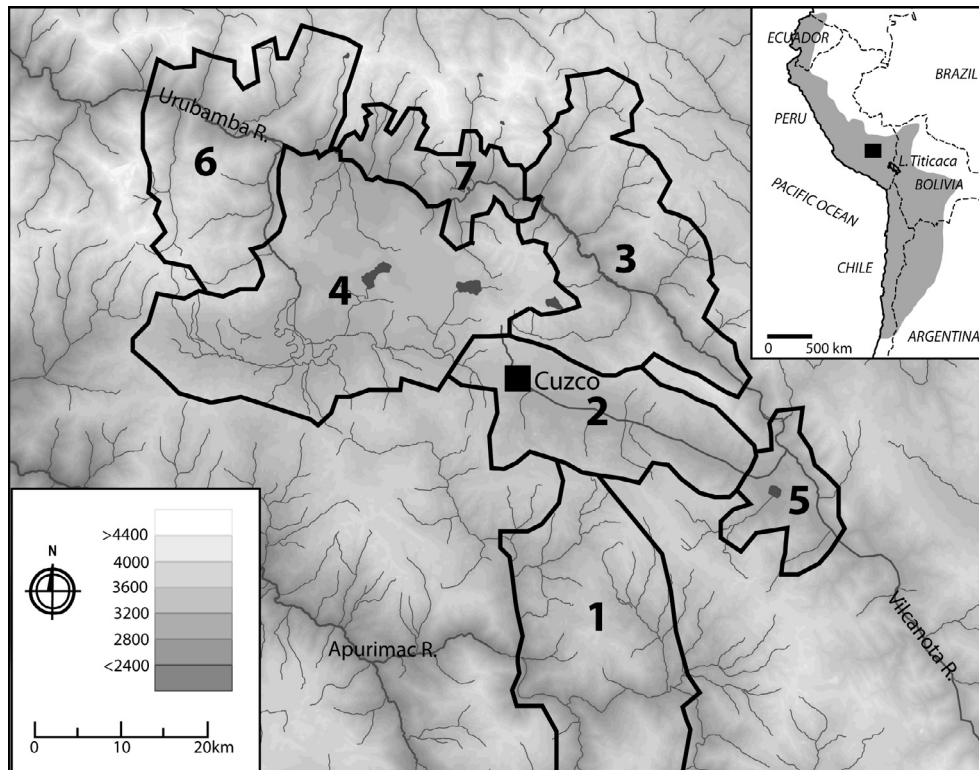 Urubamba R.
6
7
3
4
Cuzco
2
5
1
Apurimac R.
Vilcanota R.
ECUADOR
BRAZIL
PERU
L. Titicaca
BOLIVIA
PACIFIC OCEAN
CHILE
ARGENTINA
0 500 km
N
>4400
4000
3600
3200
2800
<2400
0 10 20km